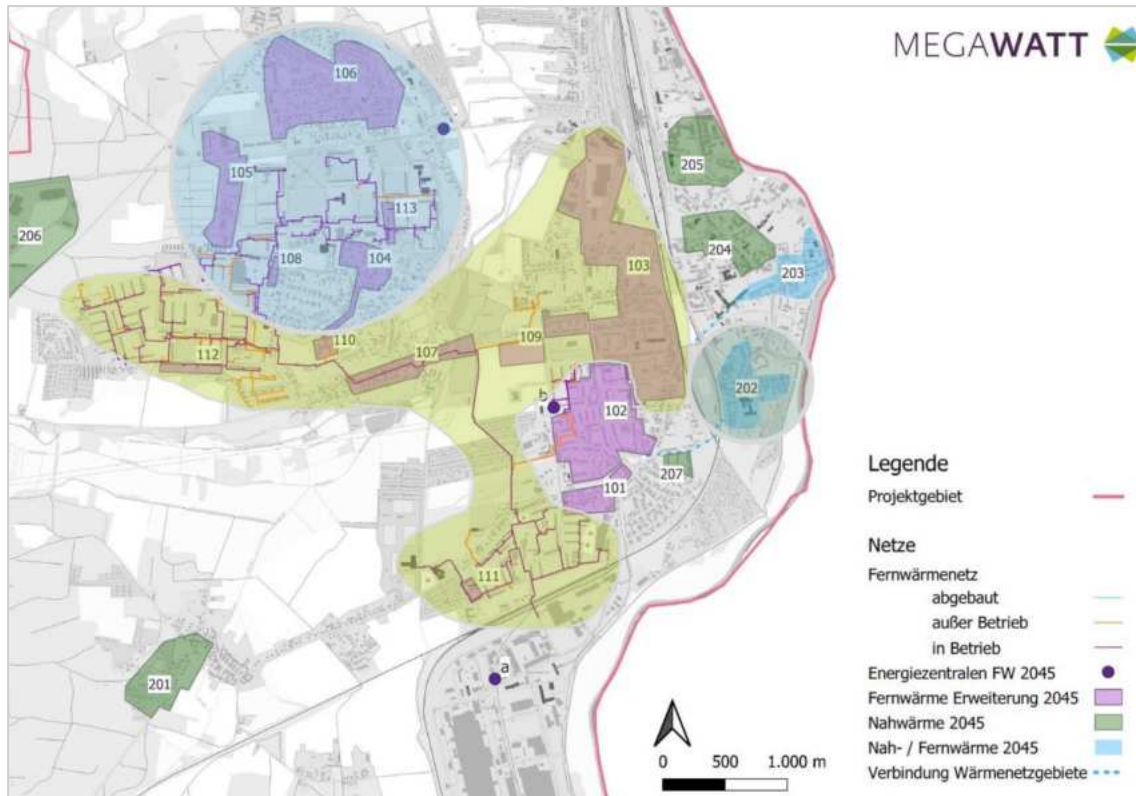 MEGAWATT
106
205
105
113
206
204
103
108
104
203
110
109
107
112
202
b
102
207
101
111
a
201
Legende
Projektgebiet
Netze
Fernwärmenetz
abgebaut
außer Betrieb
in Betrieb
Energiezentralen FW 2045
Fernwärme Erweiterung 2045
Nahwärme 2045
Nah- / Fernwärme 2045
Verbindung Wärmenetzgebiete
0 500 1.000 m